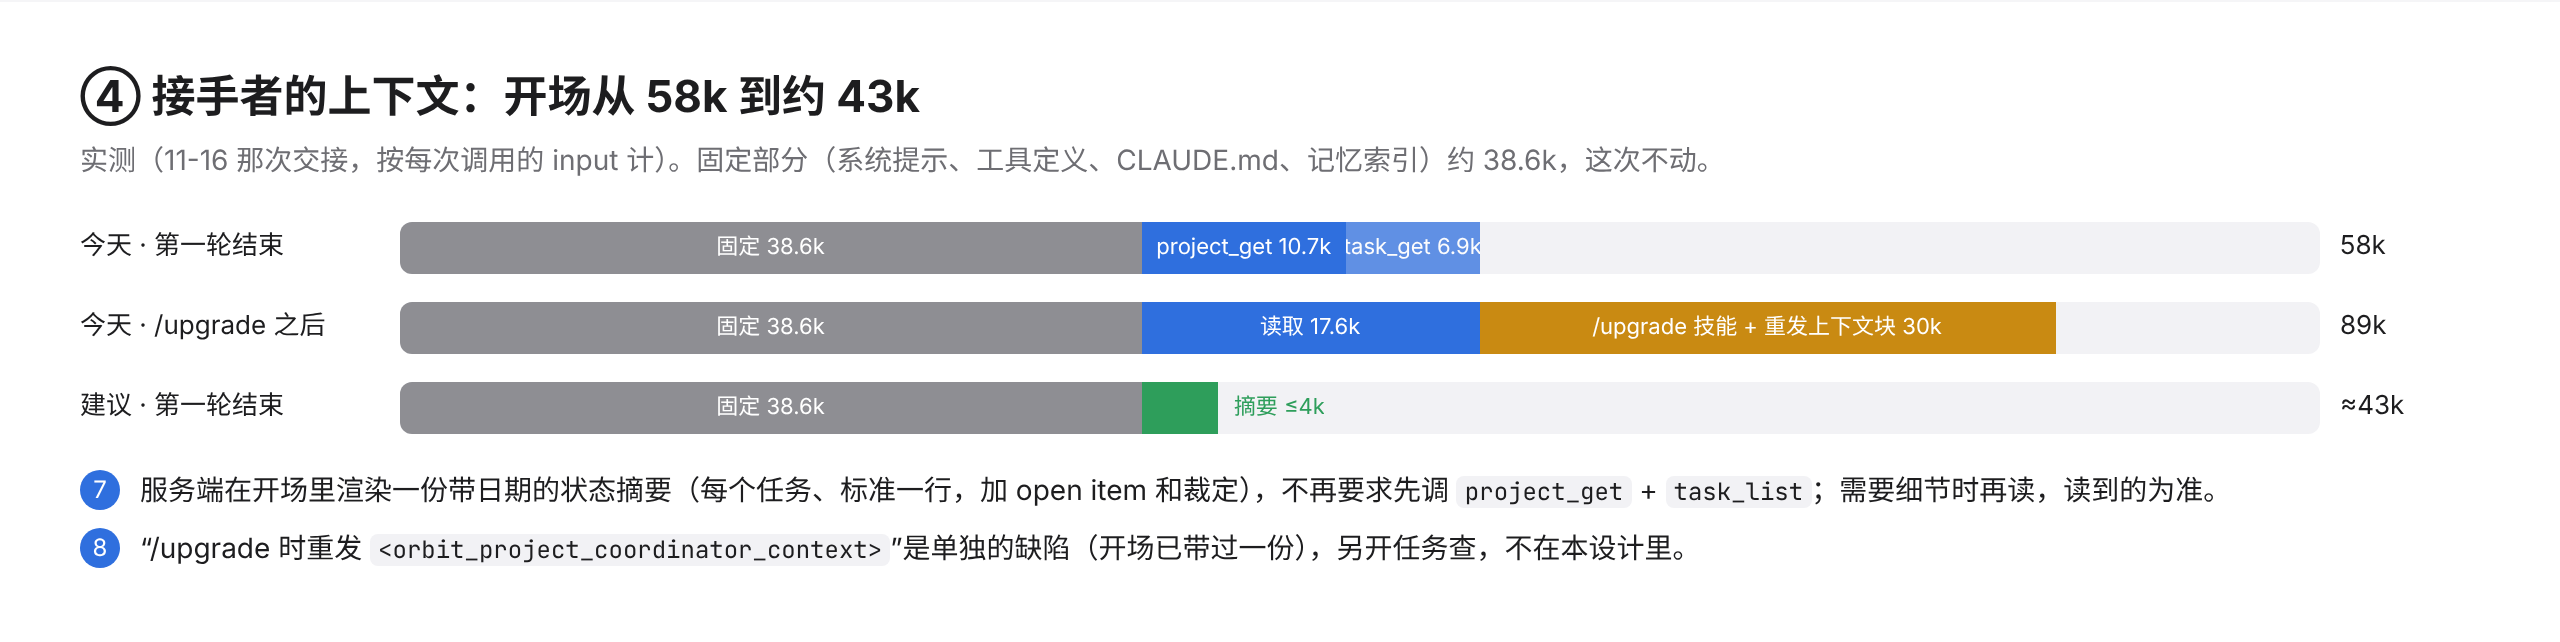 ④ 接手者的上下文：开场从 58k 到约 43k
实测（11-16 那次交接，按每次调用的 input 计）。固定部分（系统提示、工具定义、CLAUDE.md、记忆索引）约 38.6k，这次不动。
今天 · 第一轮结束 固定 38.6k project_get 10.7k task_get 6.9k 58k
今天 · /upgrade 之后 固定 38.6k 读取 17.6k /upgrade 技能 + 重发上下文块 30k 89k
建议 · 第一轮结束 固定 38.6k 摘要 ≤4k ≈43k
7 服务端在开场里渲染一份带日期的状态摘要（每个任务、标准一行，加 open item 和裁定），不再要求先调 project_get + task_list；需要细节时再读，读到的为准。
8 “/upgrade 时重发 <orbit_project_coordinator_context>”是单独的缺陷（开场已带过一份），另开任务查，不在本设计里。